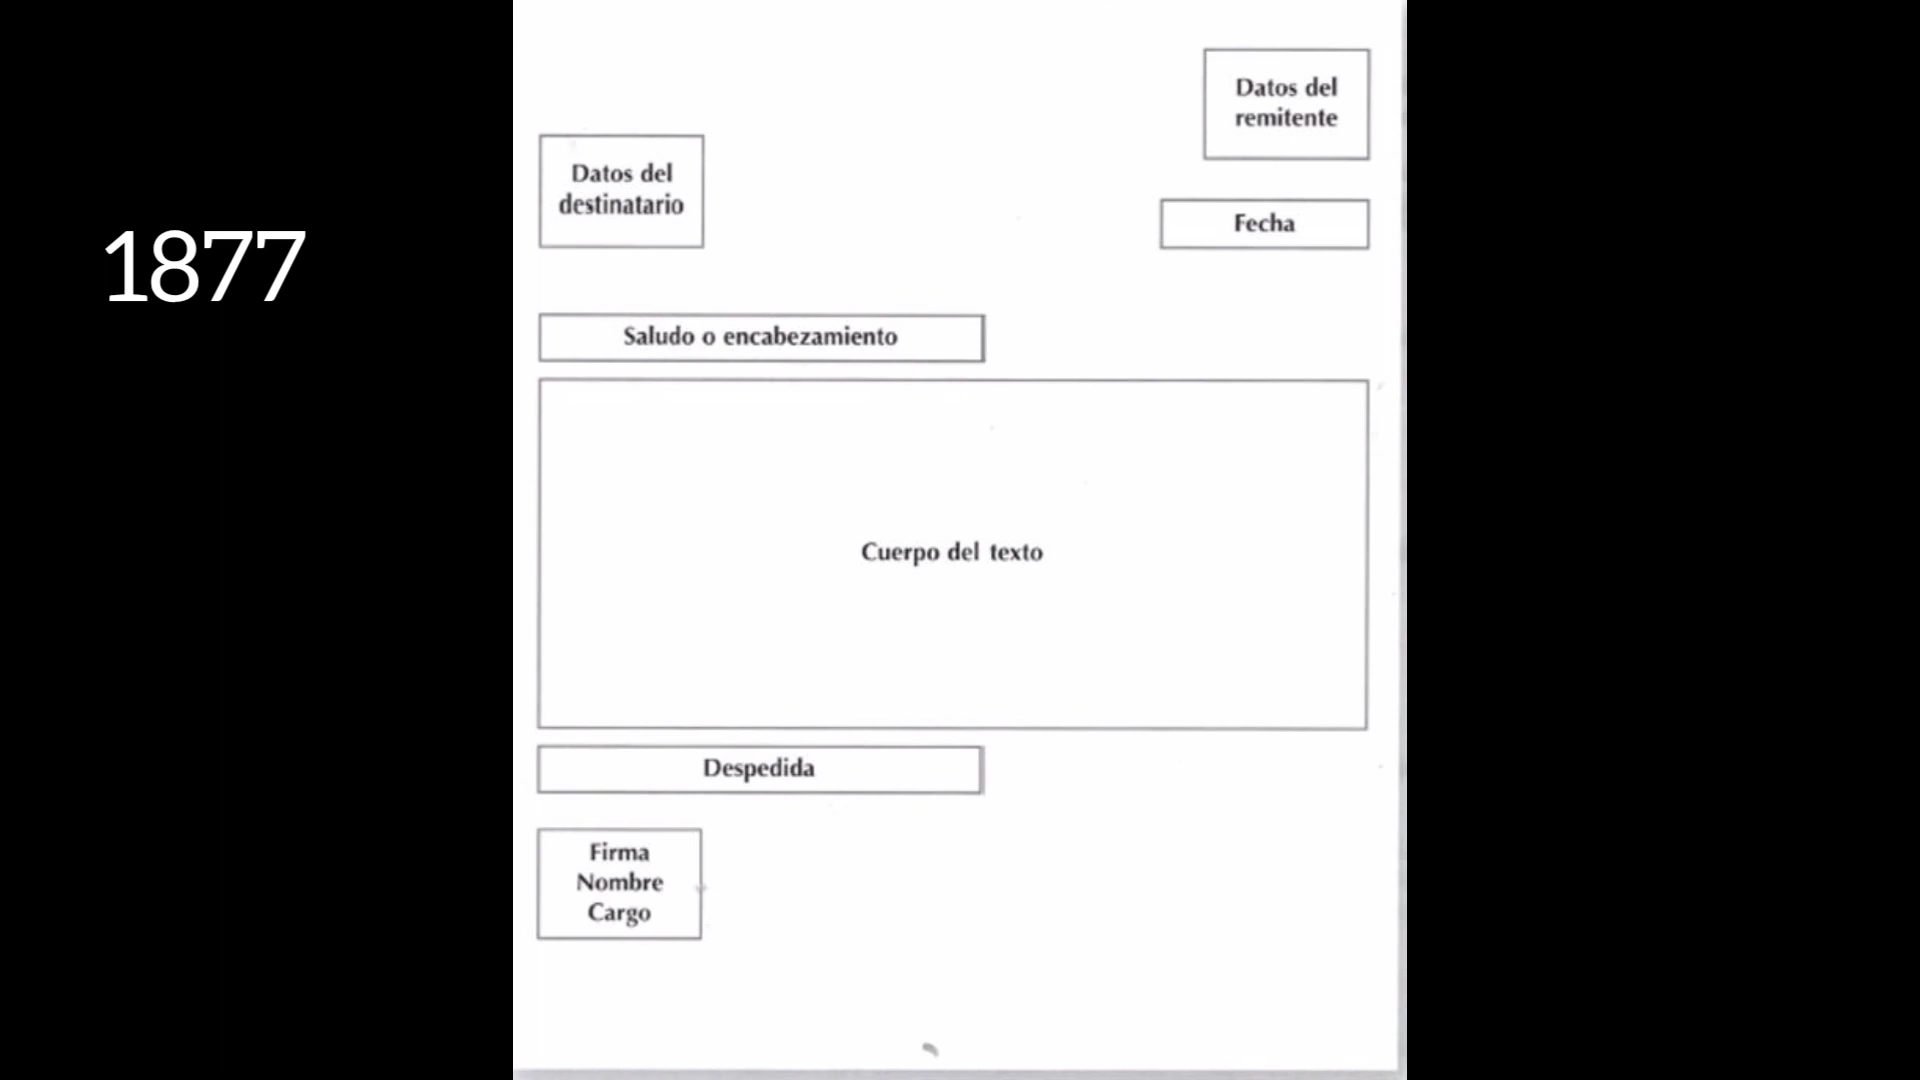 1877
Datos del
remitente
Datos del
destinatario
Fecha
Saludo o encabezamiento
Cuerpo del texto
Despedida
Firma
Nombre
Cargo